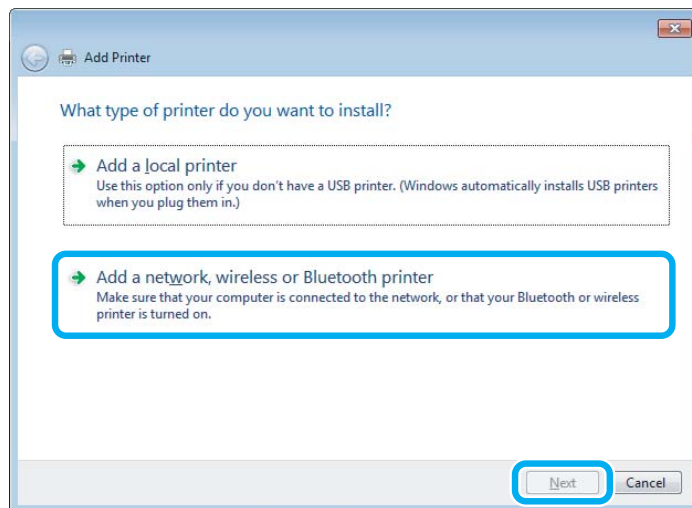 Add Printer
What type of printer do you want to install?
Add a local printer
Use this option only if you don't have a USB printer. (Windows automatically installs USB printers
when you plug them in.)
Add a network, wireless or Bluetooth printer
Make sure that your computer is connected to the network, or that your Bluetooth or wireless
printer is turned on.
Next
Cancel